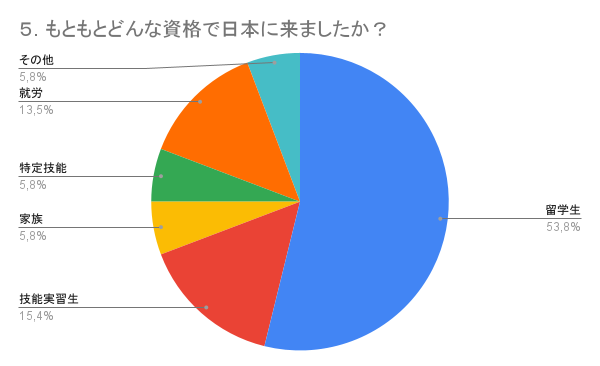 ５. もともとどんな資格で日本に来ましたか？
その他
5,8%
就労
13,5%
特定技能
5,8%
家族
5,8%
技能実習生
15,4%
留学生
53,8%